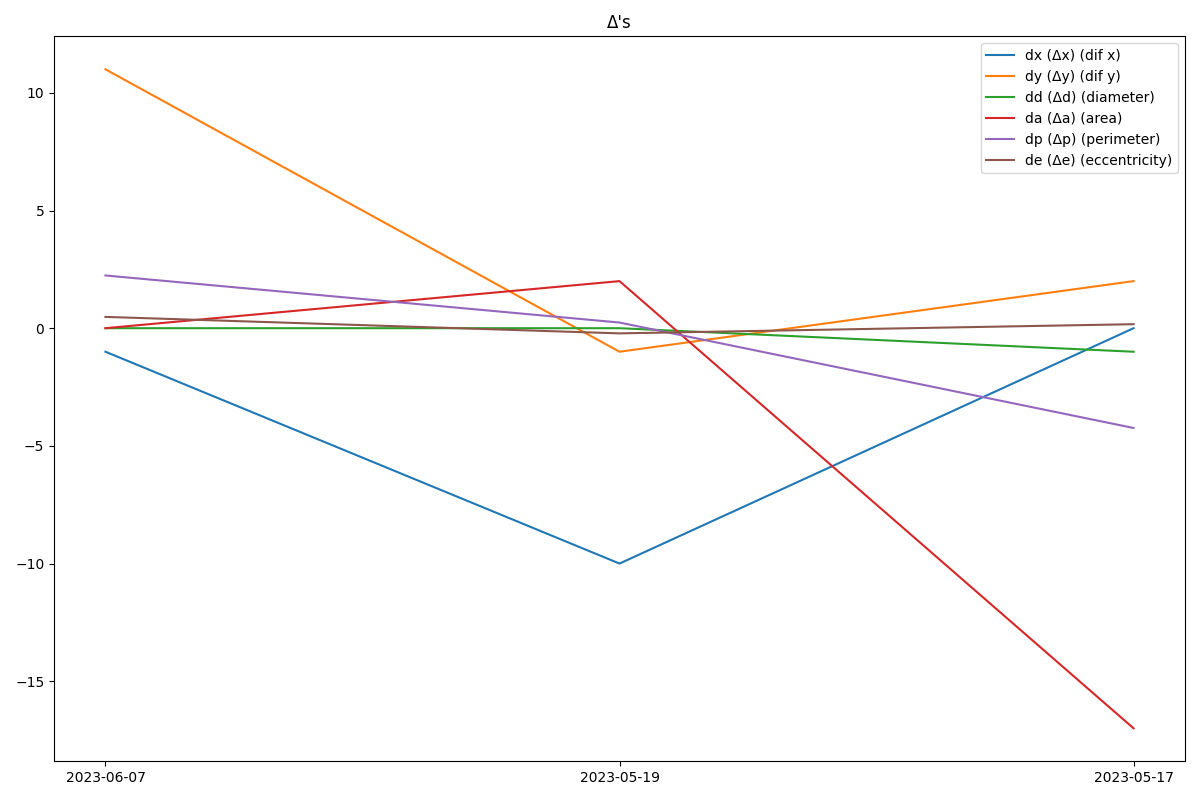 Δ's
dx (Δx) (dif x)
dy (Δy) (dif y)
dd (Δd) (diameter)
da (Δa) (area)
dp (Δp) (perimeter)
de (Δe) (eccentricity)
10
5
0
−5
−10
−15
2023-06-07 2023-05-19 2023-05-17